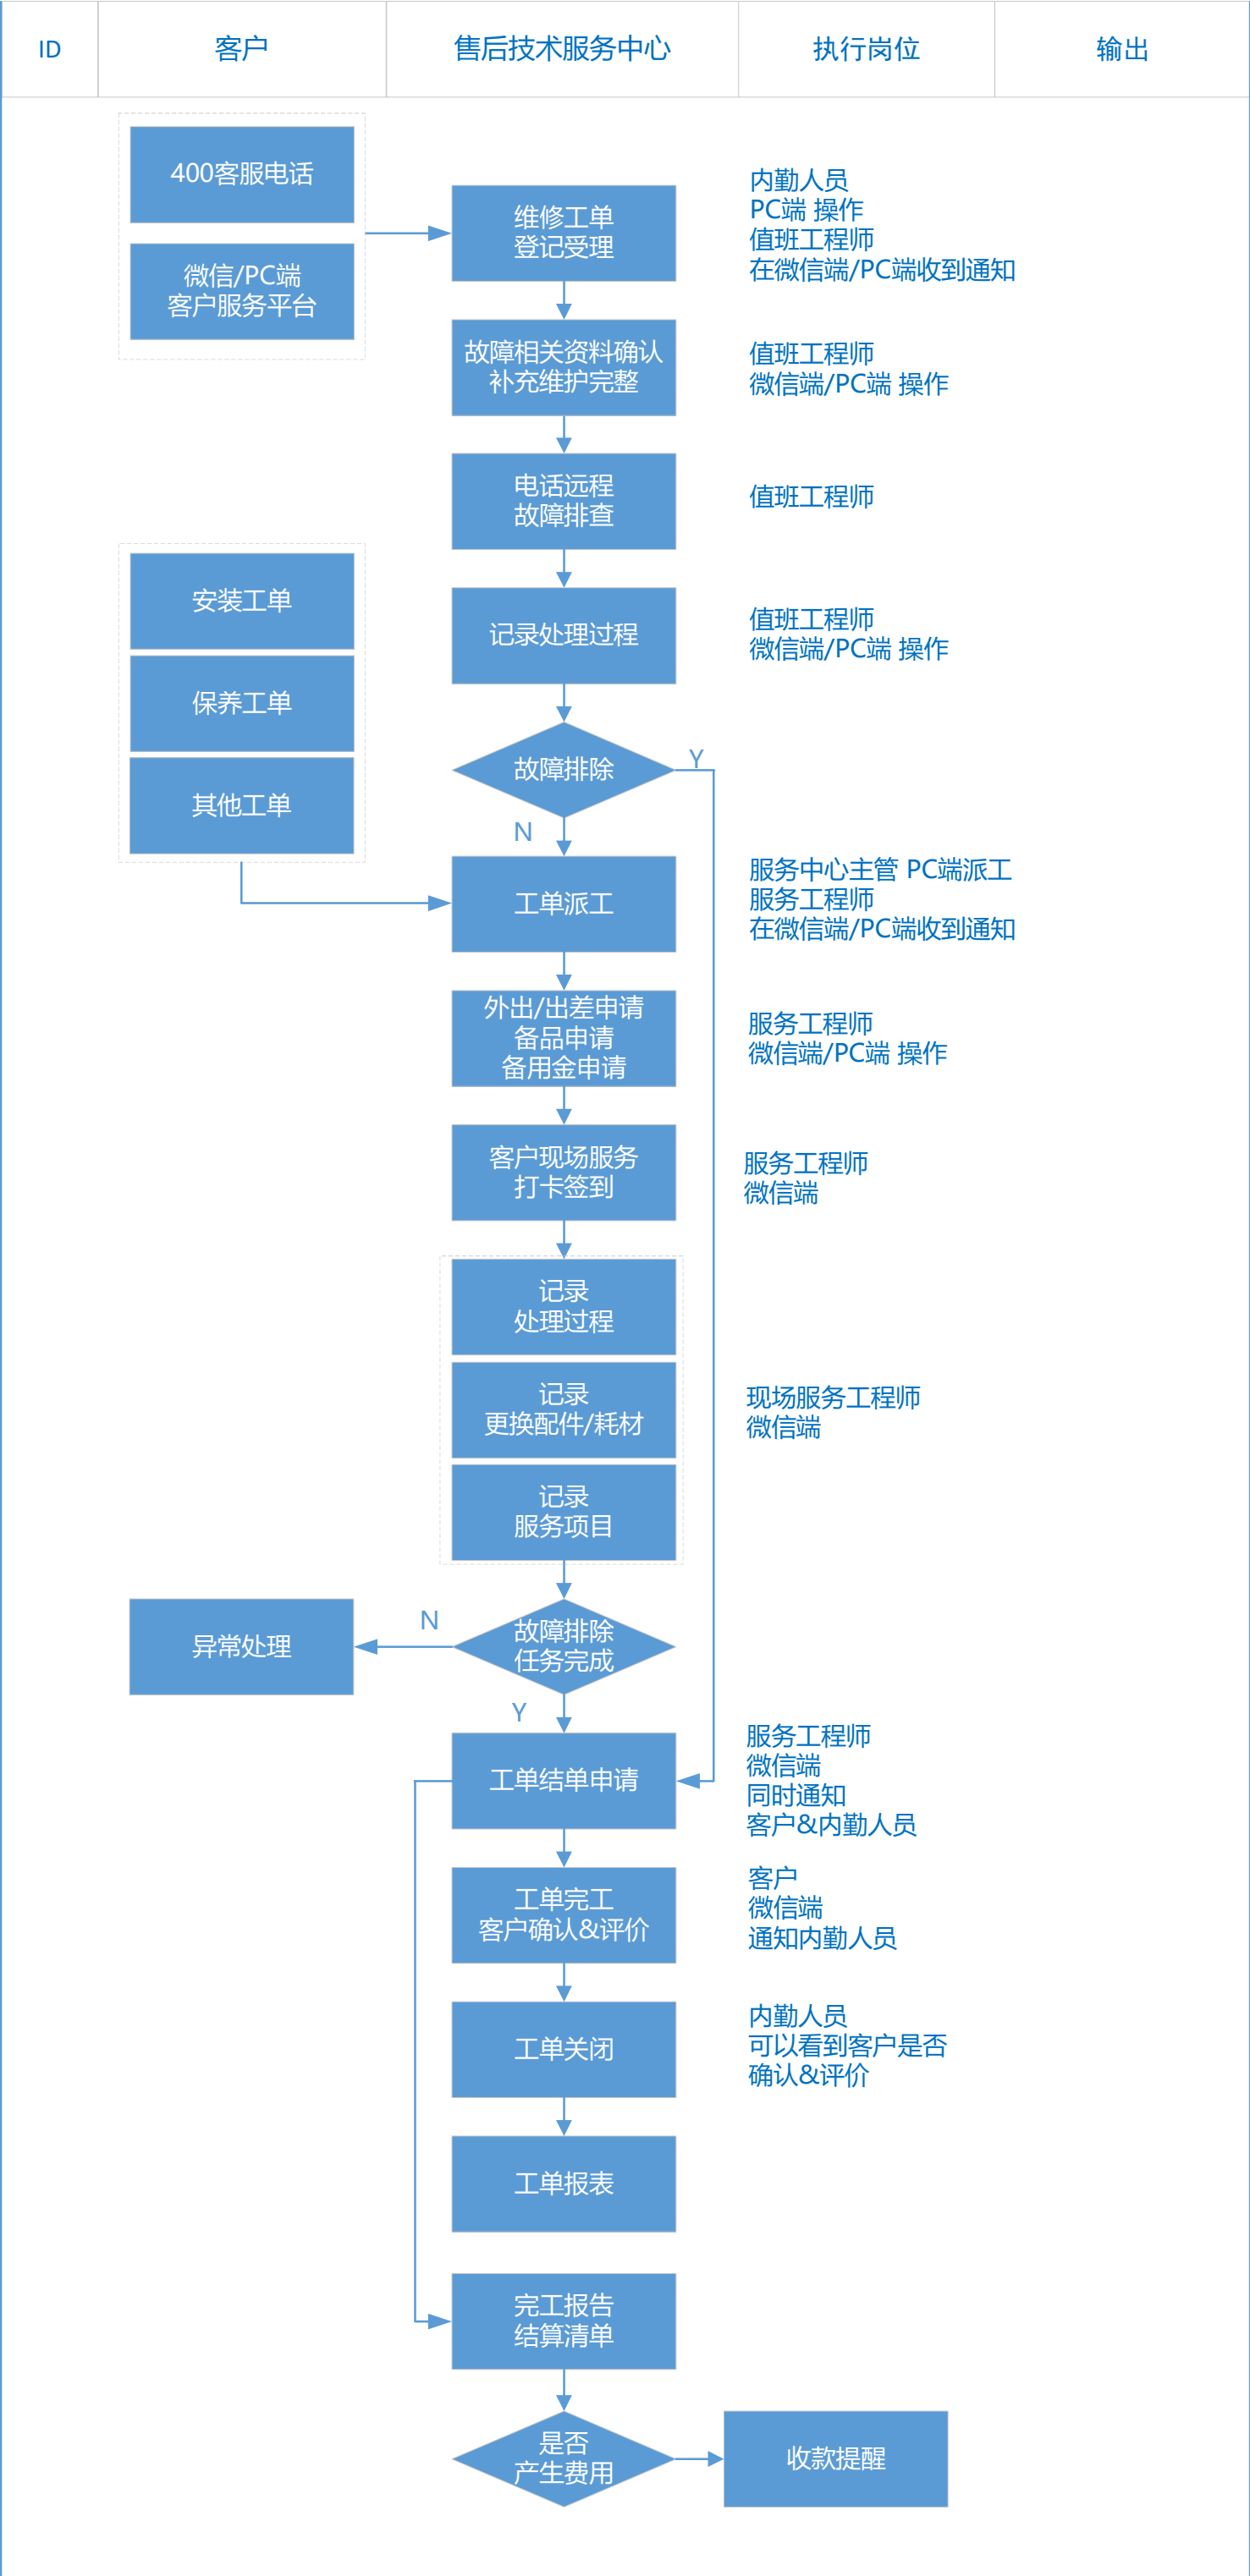 ID
客户
售后技术服务中心
执行岗位
输出
400客服电话
微信/PC端
客户服务平台
维修工单
登记受理
内勤人员
PC端 操作
值班工程师
在微信端/PC端收到通知
故障相关资料确认
补充维护完整
值班工程师
微信端/PC端 操作
电话远程
故障排查
值班工程师
安装工单
保养工单
其他工单
记录处理过程
值班工程师
微信端/PC端 操作
故障排除
Y
N
工单派工
服务中心主管 PC端派工
服务工程师
在微信端/PC端收到通知
外出/出差申请
备品申请
备用金申请
服务工程师
微信端/PC端 操作
客户现场服务
打卡签到
服务工程师
微信端
记录
处理过程
记录
更换配件/耗材
记录
服务项目
现场服务工程师
微信端
异常处理
N
故障排除
任务完成
Y
工单结单申请
服务工程师
微信端
同时通知
客户&内勤人员
工单完工
客户确认&评价
客户
微信端
通知内勤人员
工单关闭
内勤人员
可以看到客户是否
确认&评价
工单报表
完工报告
结算清单
是否
产生费用
收款提醒